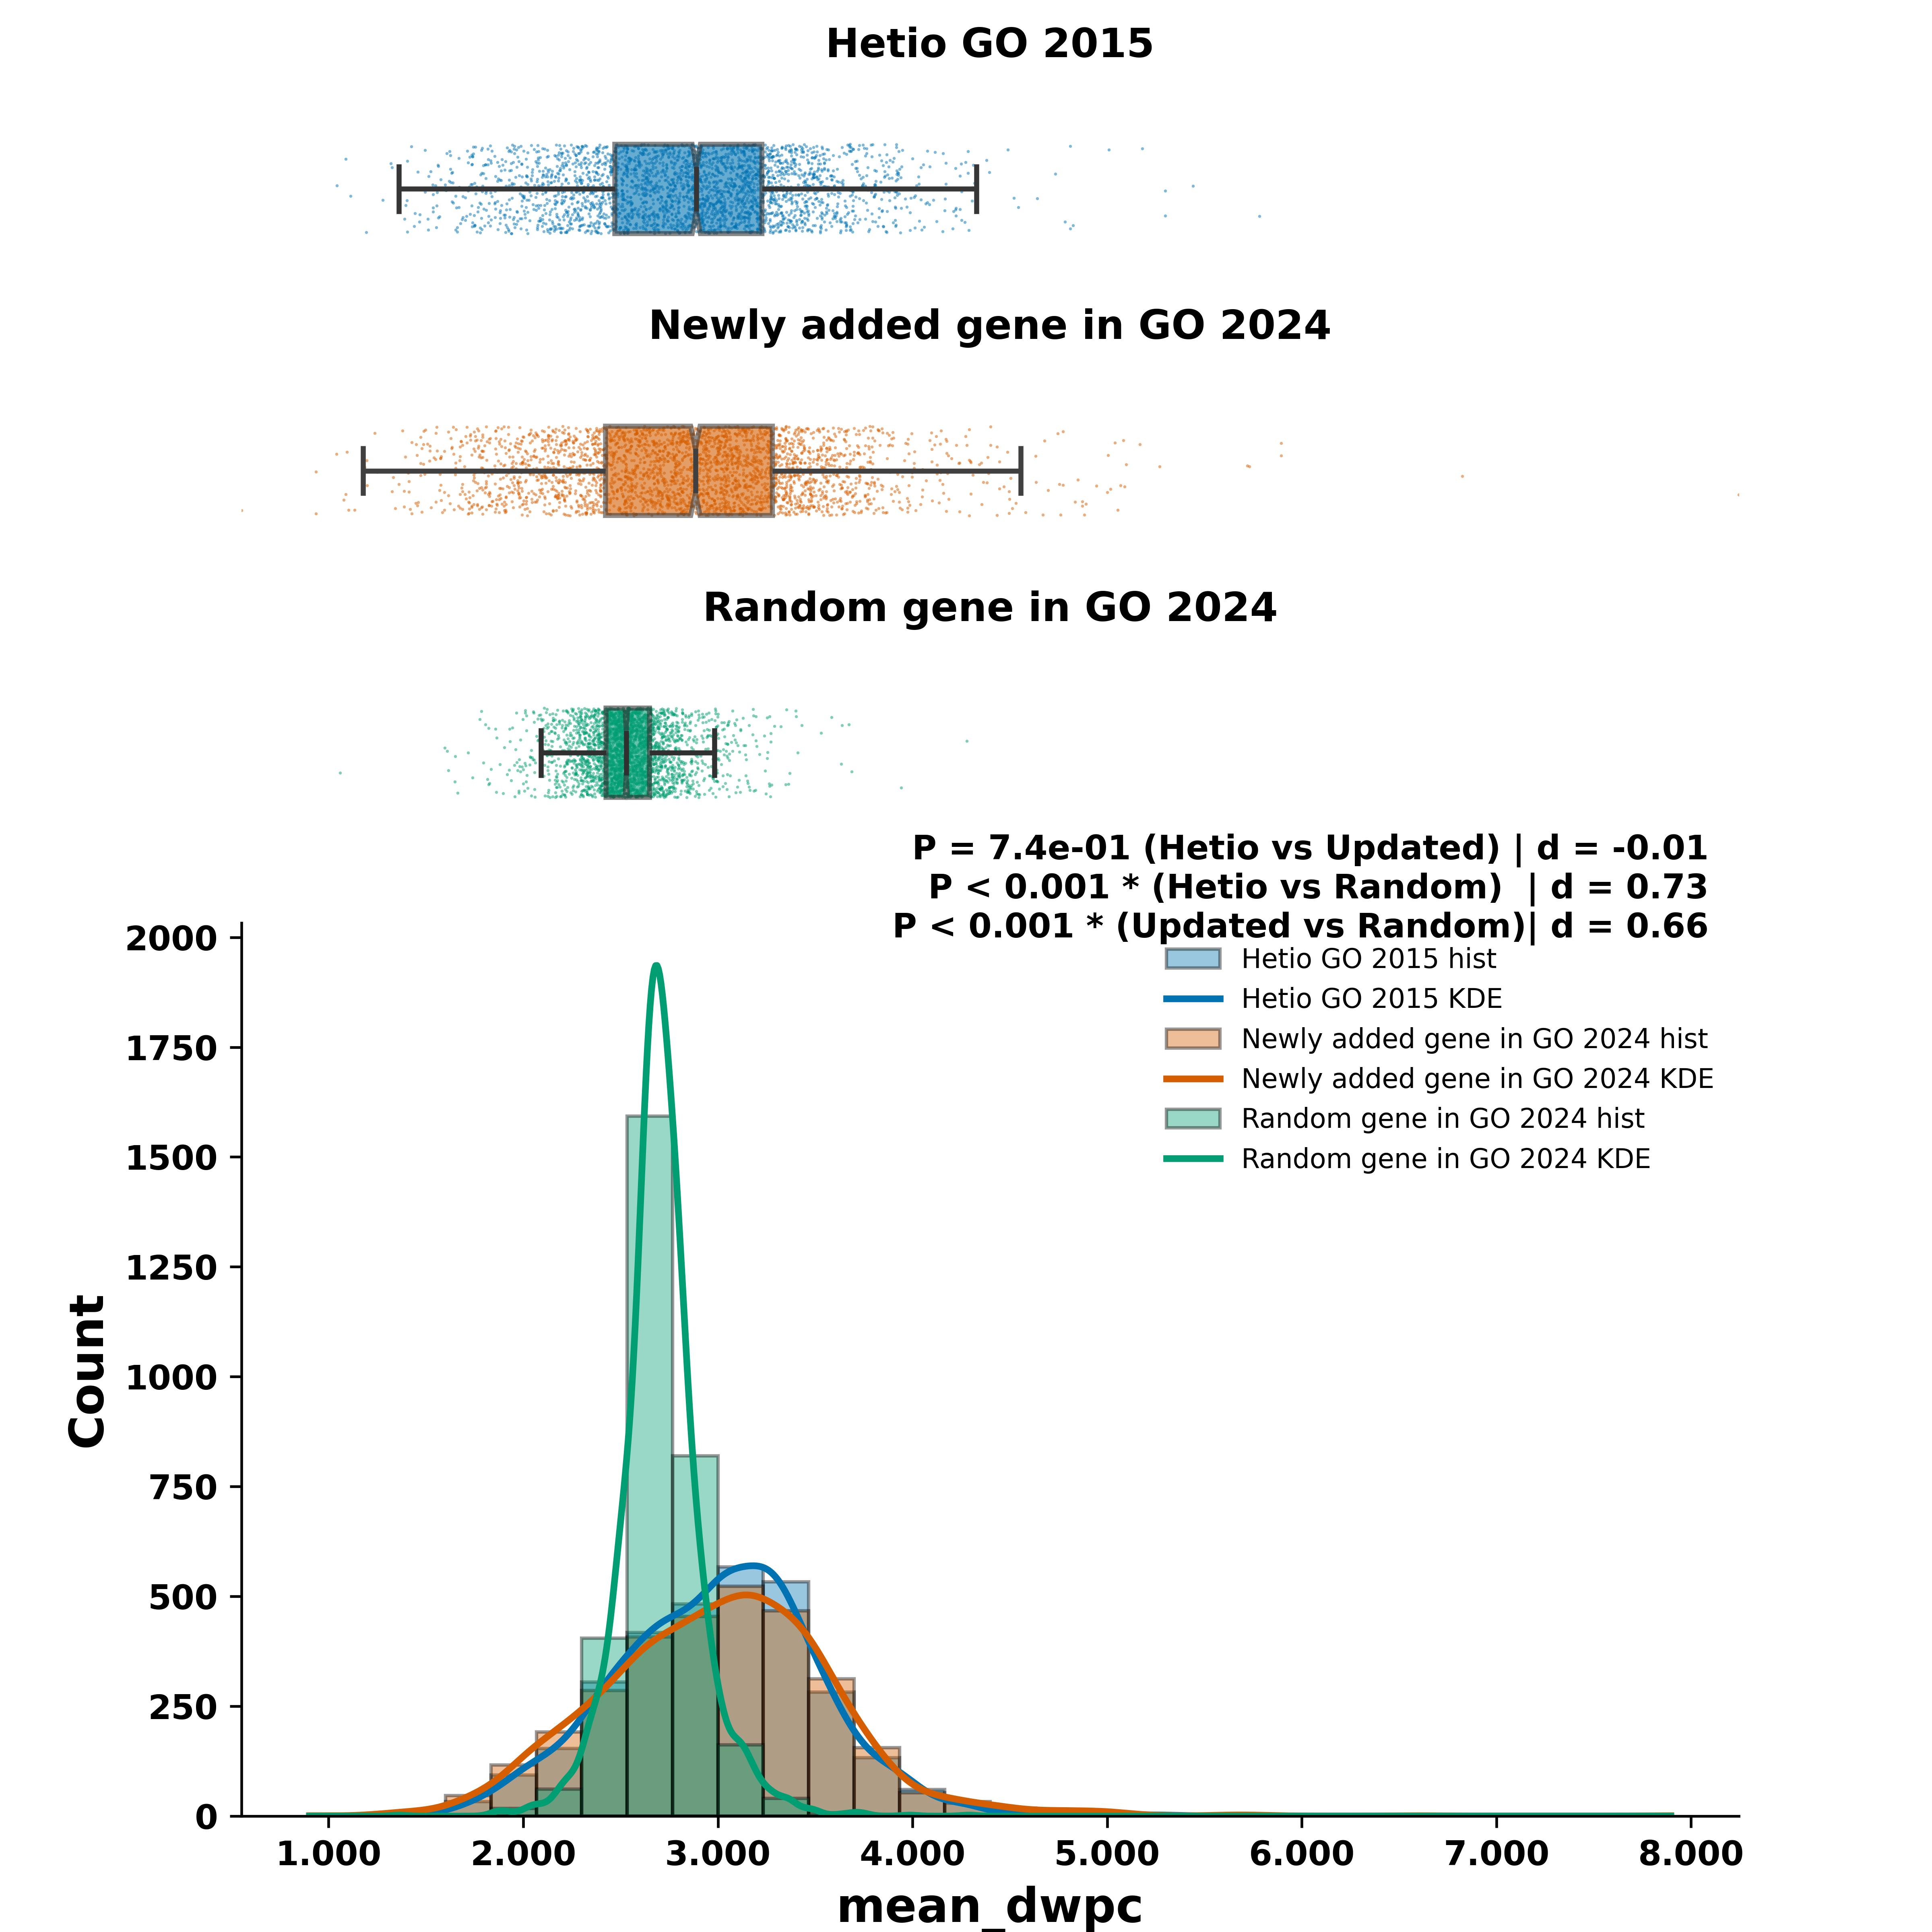 Hetio GO 2015
Newly added gene in GO 2024
Random gene in GO 2024
P = 7.4e-01 (Hetio vs Updated) | d = -0.01
P < 0.001 * (Hetio vs Random)  | d = 0.73
P < 0.001 * (Updated vs Random)| d = 0.66
Hetio GO 2015 hist
Hetio GO 2015 KDE
Newly added gene in GO 2024 hist
Newly added gene in GO 2024 KDE
Random gene in GO 2024 hist
Random gene in GO 2024 KDE
Count
2000
1750
1500
1250
1000
750
500
250
0
1.000 2.000 3.000 4.000 5.000 6.000 7.000 8.000
mean_dwpc